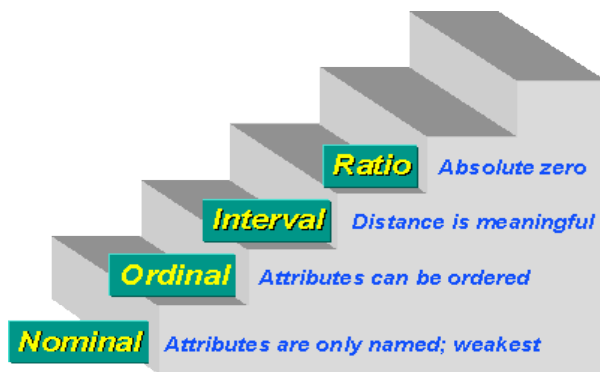 Ratio Absolute zero
Interval Distance is meaningful
Ordinal Attributes can be ordered
Nominal Attributes are only named; weakest